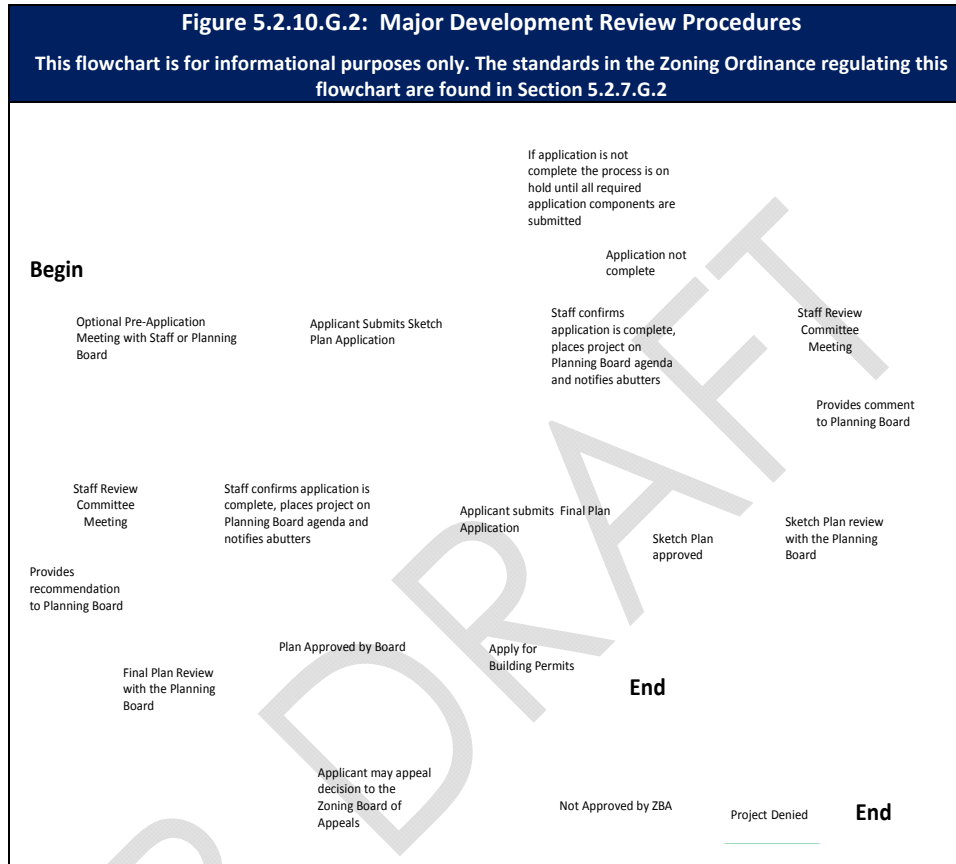 Figure 5.2.10.G.2: Major Development Review Procedures
This flowchart is for informational purposes only. The standards in the Zoning Ordinance regulating this
flowchart are found in Section 5.2.7.G.2
If application is not
complete the process is on
hold until all required
application components are
submitted
Application not
complete
Begin
Optional Pre-Application
Meeting with Staff or Planning
Board
Applicant Submits Sketch
Plan Application
Staff confirms
application is complete,
places project on
Planning Board agenda
and notifies abutters
Staff Review
Committee
Meeting
Provides comment
to Planning Board
Sketch Plan review
with the Planning
Board
Sketch Plan
approved
Applicant submits Final Plan
Application
Staff confirms application is
complete, places project on
Planning Board agenda and
notifies abutters
Staff Review
Committee
Meeting
Provides
recommendation
to Planning Board
Final Plan Review
with the Planning
Board
Plan Approved by Board
Apply for
Building Permits
End
Applicant may appeal
decision to the
Zoning Board of
Appeals
Not Approved by ZBA
Project Denied
End
DRAFT